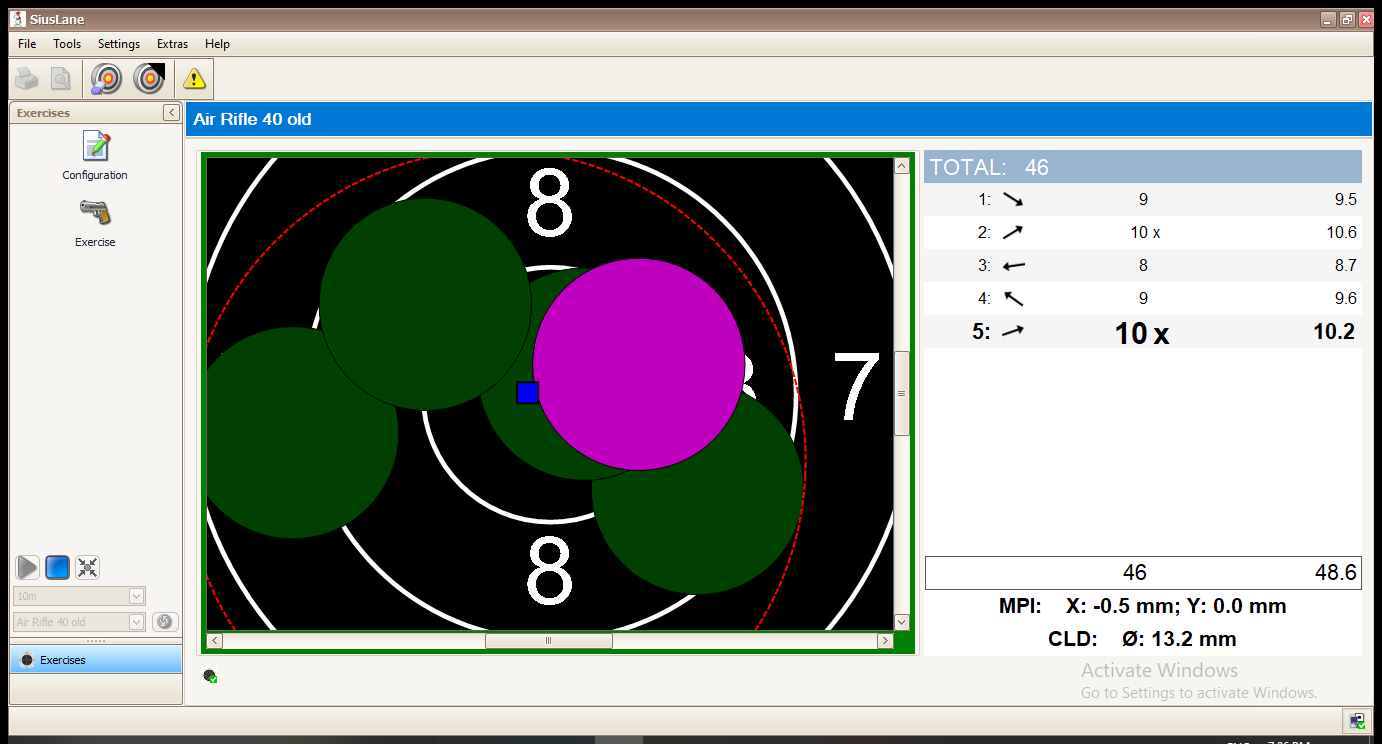 SiusLane
File Tools Settings Extras Help
Exercises
Configuration
Exercise
10m
Air Rifle 40 old
Exercises
Air Rifle 40 old
8
7
8
TOTAL: 46
1: 9 9.5
2: 10 x 10.6
3: 8 8.7
4: 9 9.6
5: 10 x 10.2
46 48.6
MPI: X: -0.5 mm; Y: 0.0 mm
CLD: Ø: 13.2 mm
Activate Windows
Go to Settings to activate Windows.